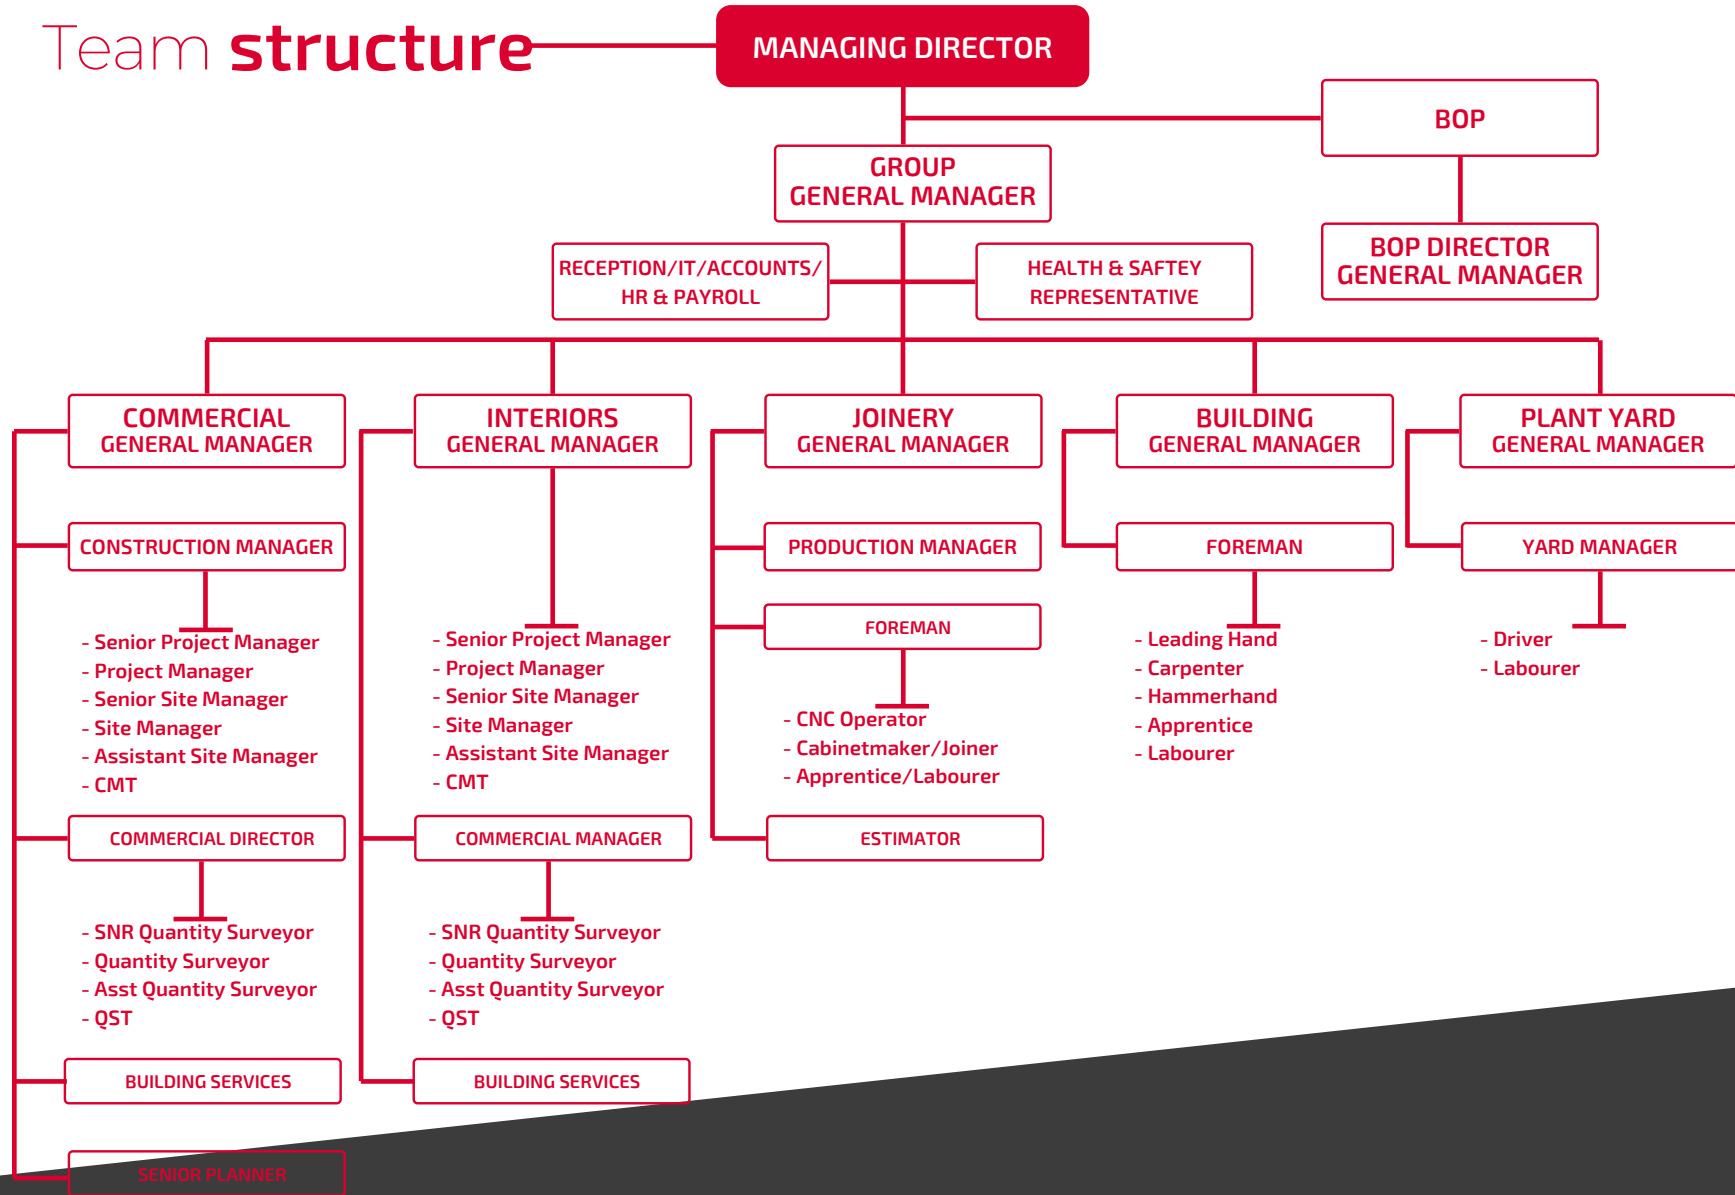 Team structure
MANAGING DIRECTOR
BOP
GROUP
GENERAL MANAGER
BOP DIRECTOR
GENERAL MANAGER
RECEPTION/IT/ACCOUNTS/
HR & PAYROLL
HEALTH & SAFTEY
REPRESENTATIVE
COMMERCIAL
GENERAL MANAGER
INTERIORS
GENERAL MANAGER
JOINERY
GENERAL MANAGER
BUILDING
GENERAL MANAGER
PLANT YARD
GENERAL MANAGER
CONSTRUCTION MANAGER
- Senior Project Manager
- Project Manager
- Senior Site Manager
- Site Manager
- Assistant Site Manager
- CMT
COMMERCIAL DIRECTOR
- SNR Quantity Surveyor
- Quantity Surveyor
- Asst Quantity Surveyor
- QST
BUILDING SERVICES
SENIOR PLANNER
- Senior Project Manager
- Project Manager
- Senior Site Manager
- Site Manager
- Assistant Site Manager
- CMT
COMMERCIAL MANAGER
- SNR Quantity Surveyor
- Quantity Surveyor
- Asst Quantity Surveyor
- QST
BUILDING SERVICES
PRODUCTION MANAGER
FOREMAN
- CNC Operator
- Cabinetmaker/Joiner
- Apprentice/Labourer
ESTIMATOR
FOREMAN
- Leading Hand
- Carpenter
- Hammerhand
- Apprentice
- Labourer
YARD MANAGER
- Driver
- Labourer